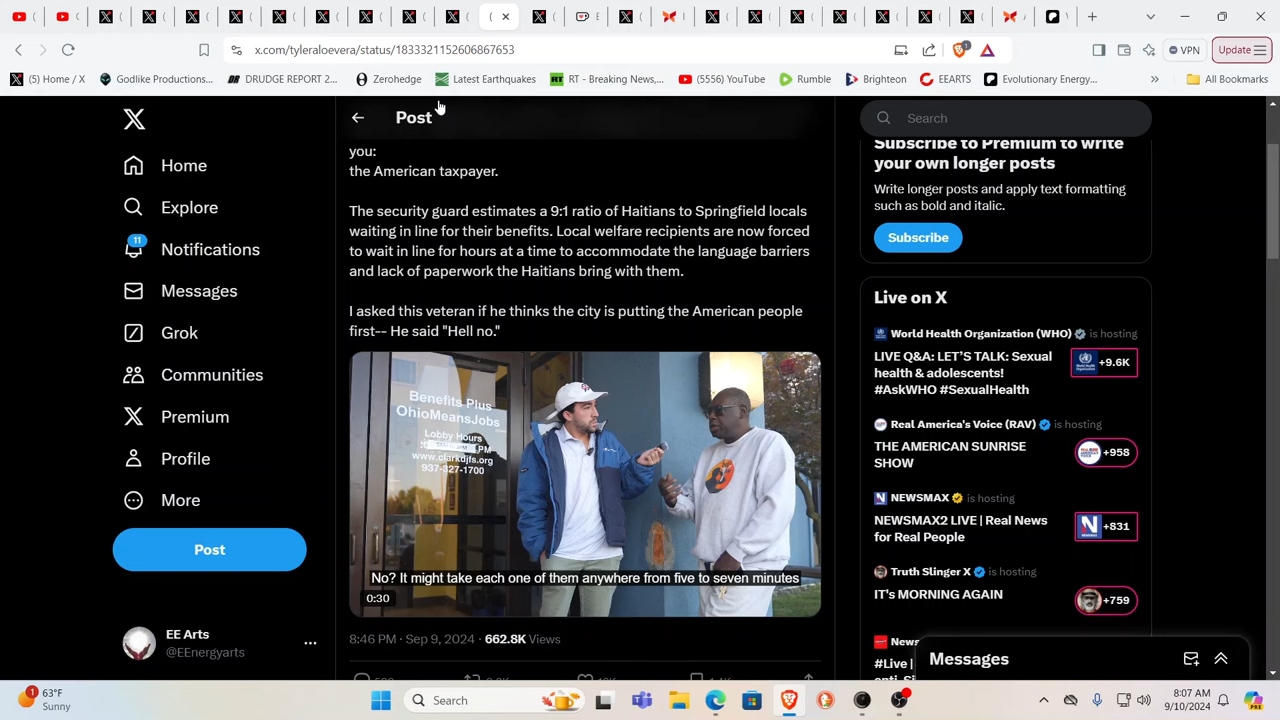 x.com/tyleraloevera/status/1833321152606867653
VPN
Update
(5) Home / X
Godlike Productions...
DRUDGE REPORT 2...
Zerohedge
Latest Earthquakes
RT - Breaking News,...
(5556) YouTube
Rumble
Brighteon
EEARTS
Evolutionary Energy...
All Bookmarks
Post
you:
the American taxpayer.
The security guard estimates a 9:1 ratio of Haitians to Springfield locals
waiting in line for their benefits. Local welfare recipients are now forced
to wait in line for hours at a time to accommodate the language barriers
and lack of paperwork the Haitians bring with them.
I asked this veteran if he thinks the city is putting the American people
first-- He said "Hell no."
Benefits Plus
OhioMeansJobs
Lobby Hours
www.clarkdjfs.org
937-327-1700
No? It might take each one of them anywhere from five to seven minutes
0:30
8:46 PM · Sep 9, 2024 · 662.8K Views
11
Home
Explore
Notifications
Messages
Grok
Communities
Premium
Profile
More
Post
EE Arts
@EEnergyarts
Search
Subscribe to Premium to write
your own longer posts
Write longer posts and apply text formatting
such as bold and italic.
Subscribe
Live on X
World Health Organization (WHO) is hosting
LIVE Q&A: LET'S TALK: Sexual
health & adolescents!
#AskWHO #SexualHealth
+9.6K
Real America's Voice (RAV) is hosting
THE AMERICAN SUNRISE
SHOW
+958
NEWSMAX is hosting
NEWSMAX2 LIVE | Real News
for Real People
+831
Truth Slinger X is hosting
IT's MORNING AGAIN
+759
Messages
63°F
Sunny
Search
8:07 AM
9/10/2024